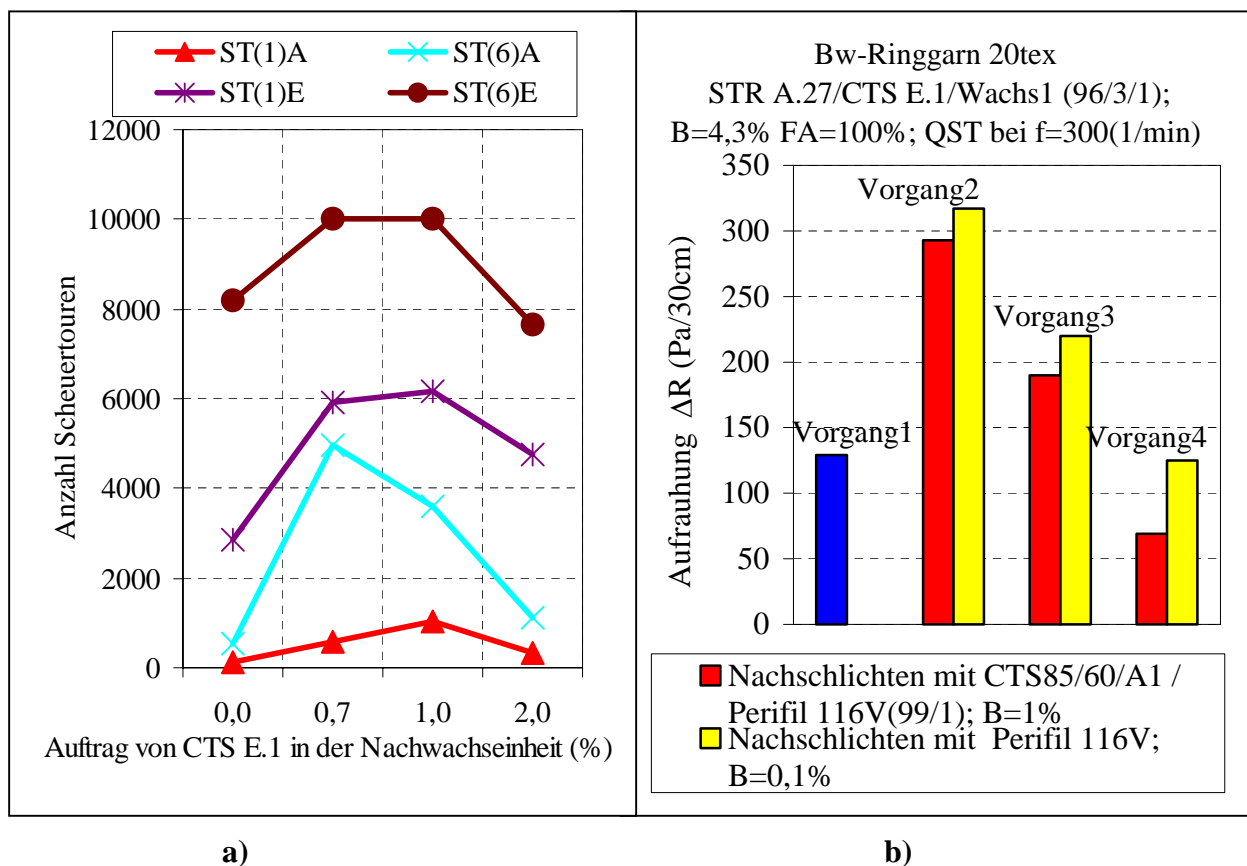 ST(1)A
ST(6)A
ST(1)E
ST(6)E
12000
10000
8000
6000
4000
2000
0
Anzahl Scheuertouren
0,0
0,7
1,0
2,0
Auftrag von CTS E.1 in der Nachwachseinheit (%)
a)
Bw-Ringgarn 20tex
STR A.27/CTS E.1/Wachs1 (96/3/1);
B=4,3% FA=100%; QST bei f=300(1/min)
350
300
250
200
150
100
50
0
Aufrauhung ΔR (Pa/30cm)
Vorgang1
Vorgang2
Vorgang3
Vorgang4
Nachschlichten mit CTS85/60/A1 /
Perifil 116V(99/1); B=1%
Nachschlichten mit Perifil 116V;
B=0,1%
b)